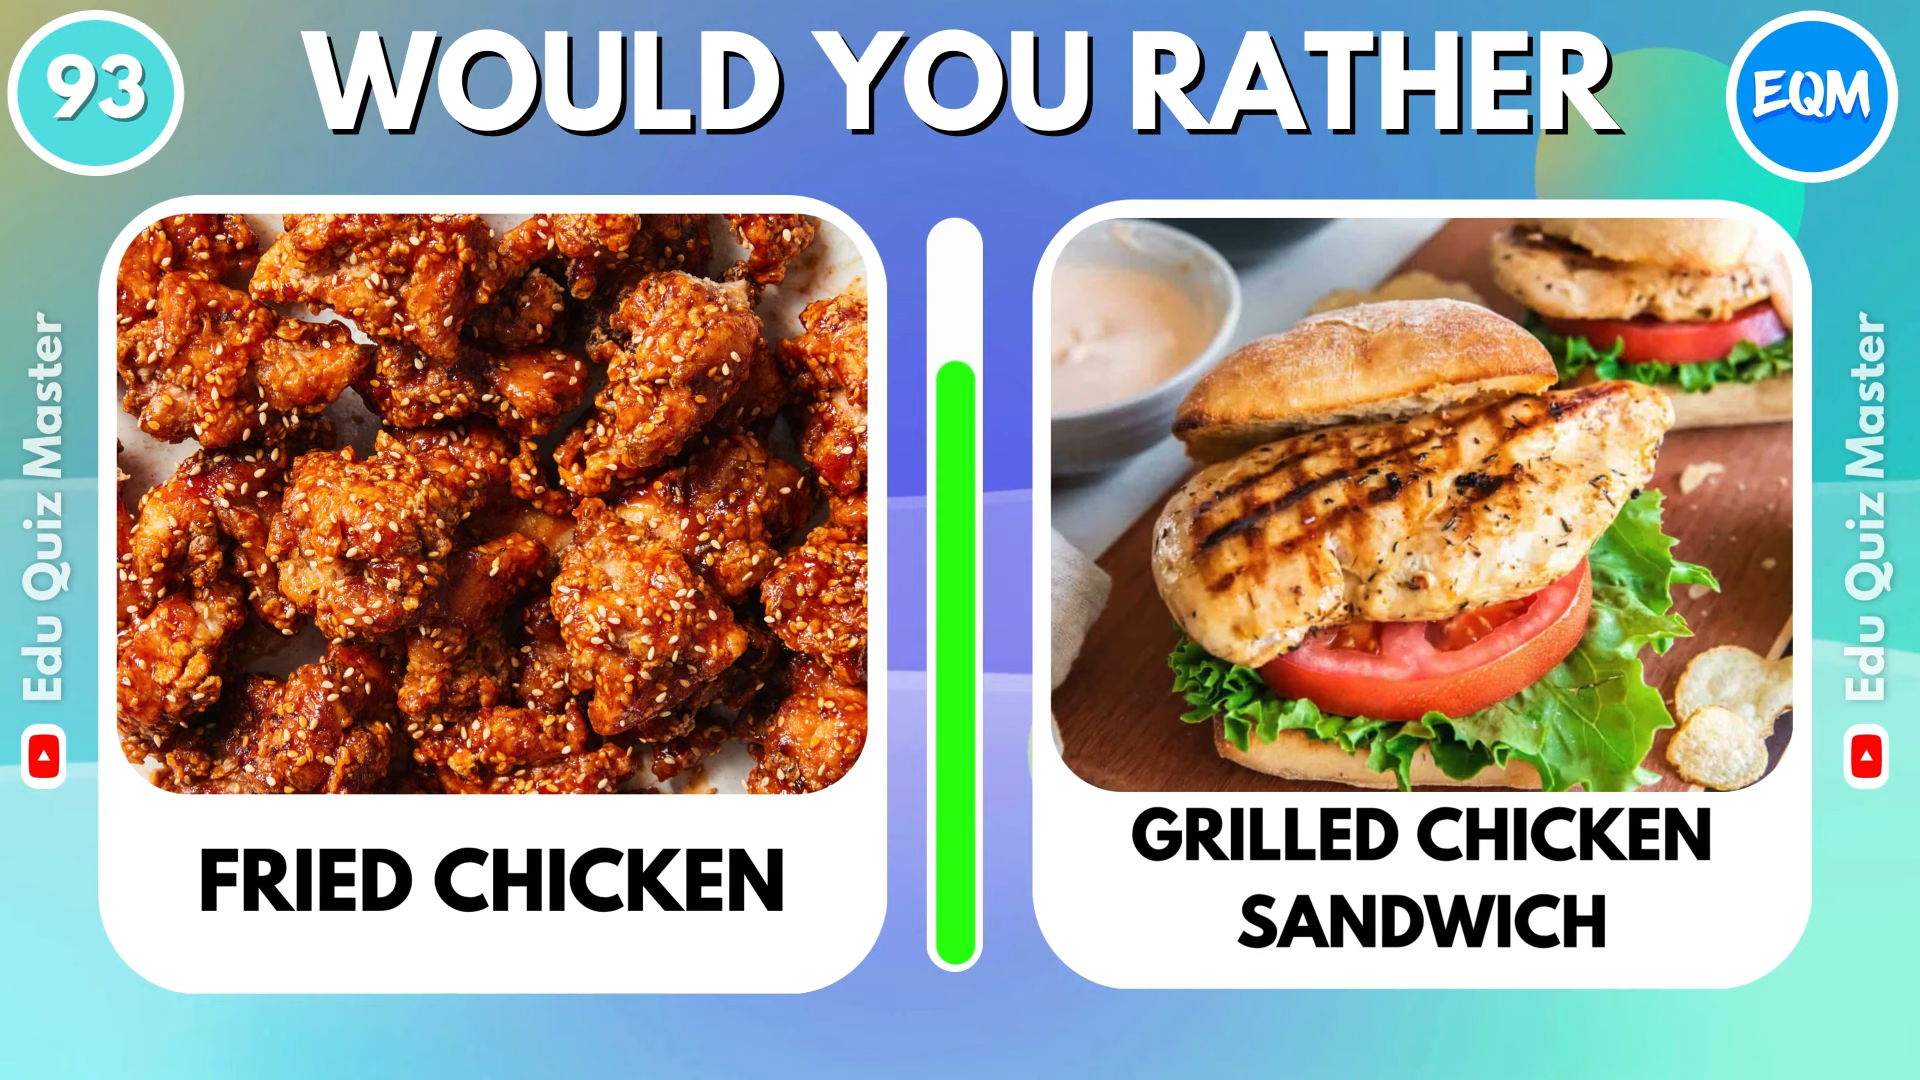 93
WOULD YOU RATHER
EQM
Edu Quiz Master
FRIED CHICKEN
GRILLED CHICKEN
SANDWICH
Edu Quiz Master